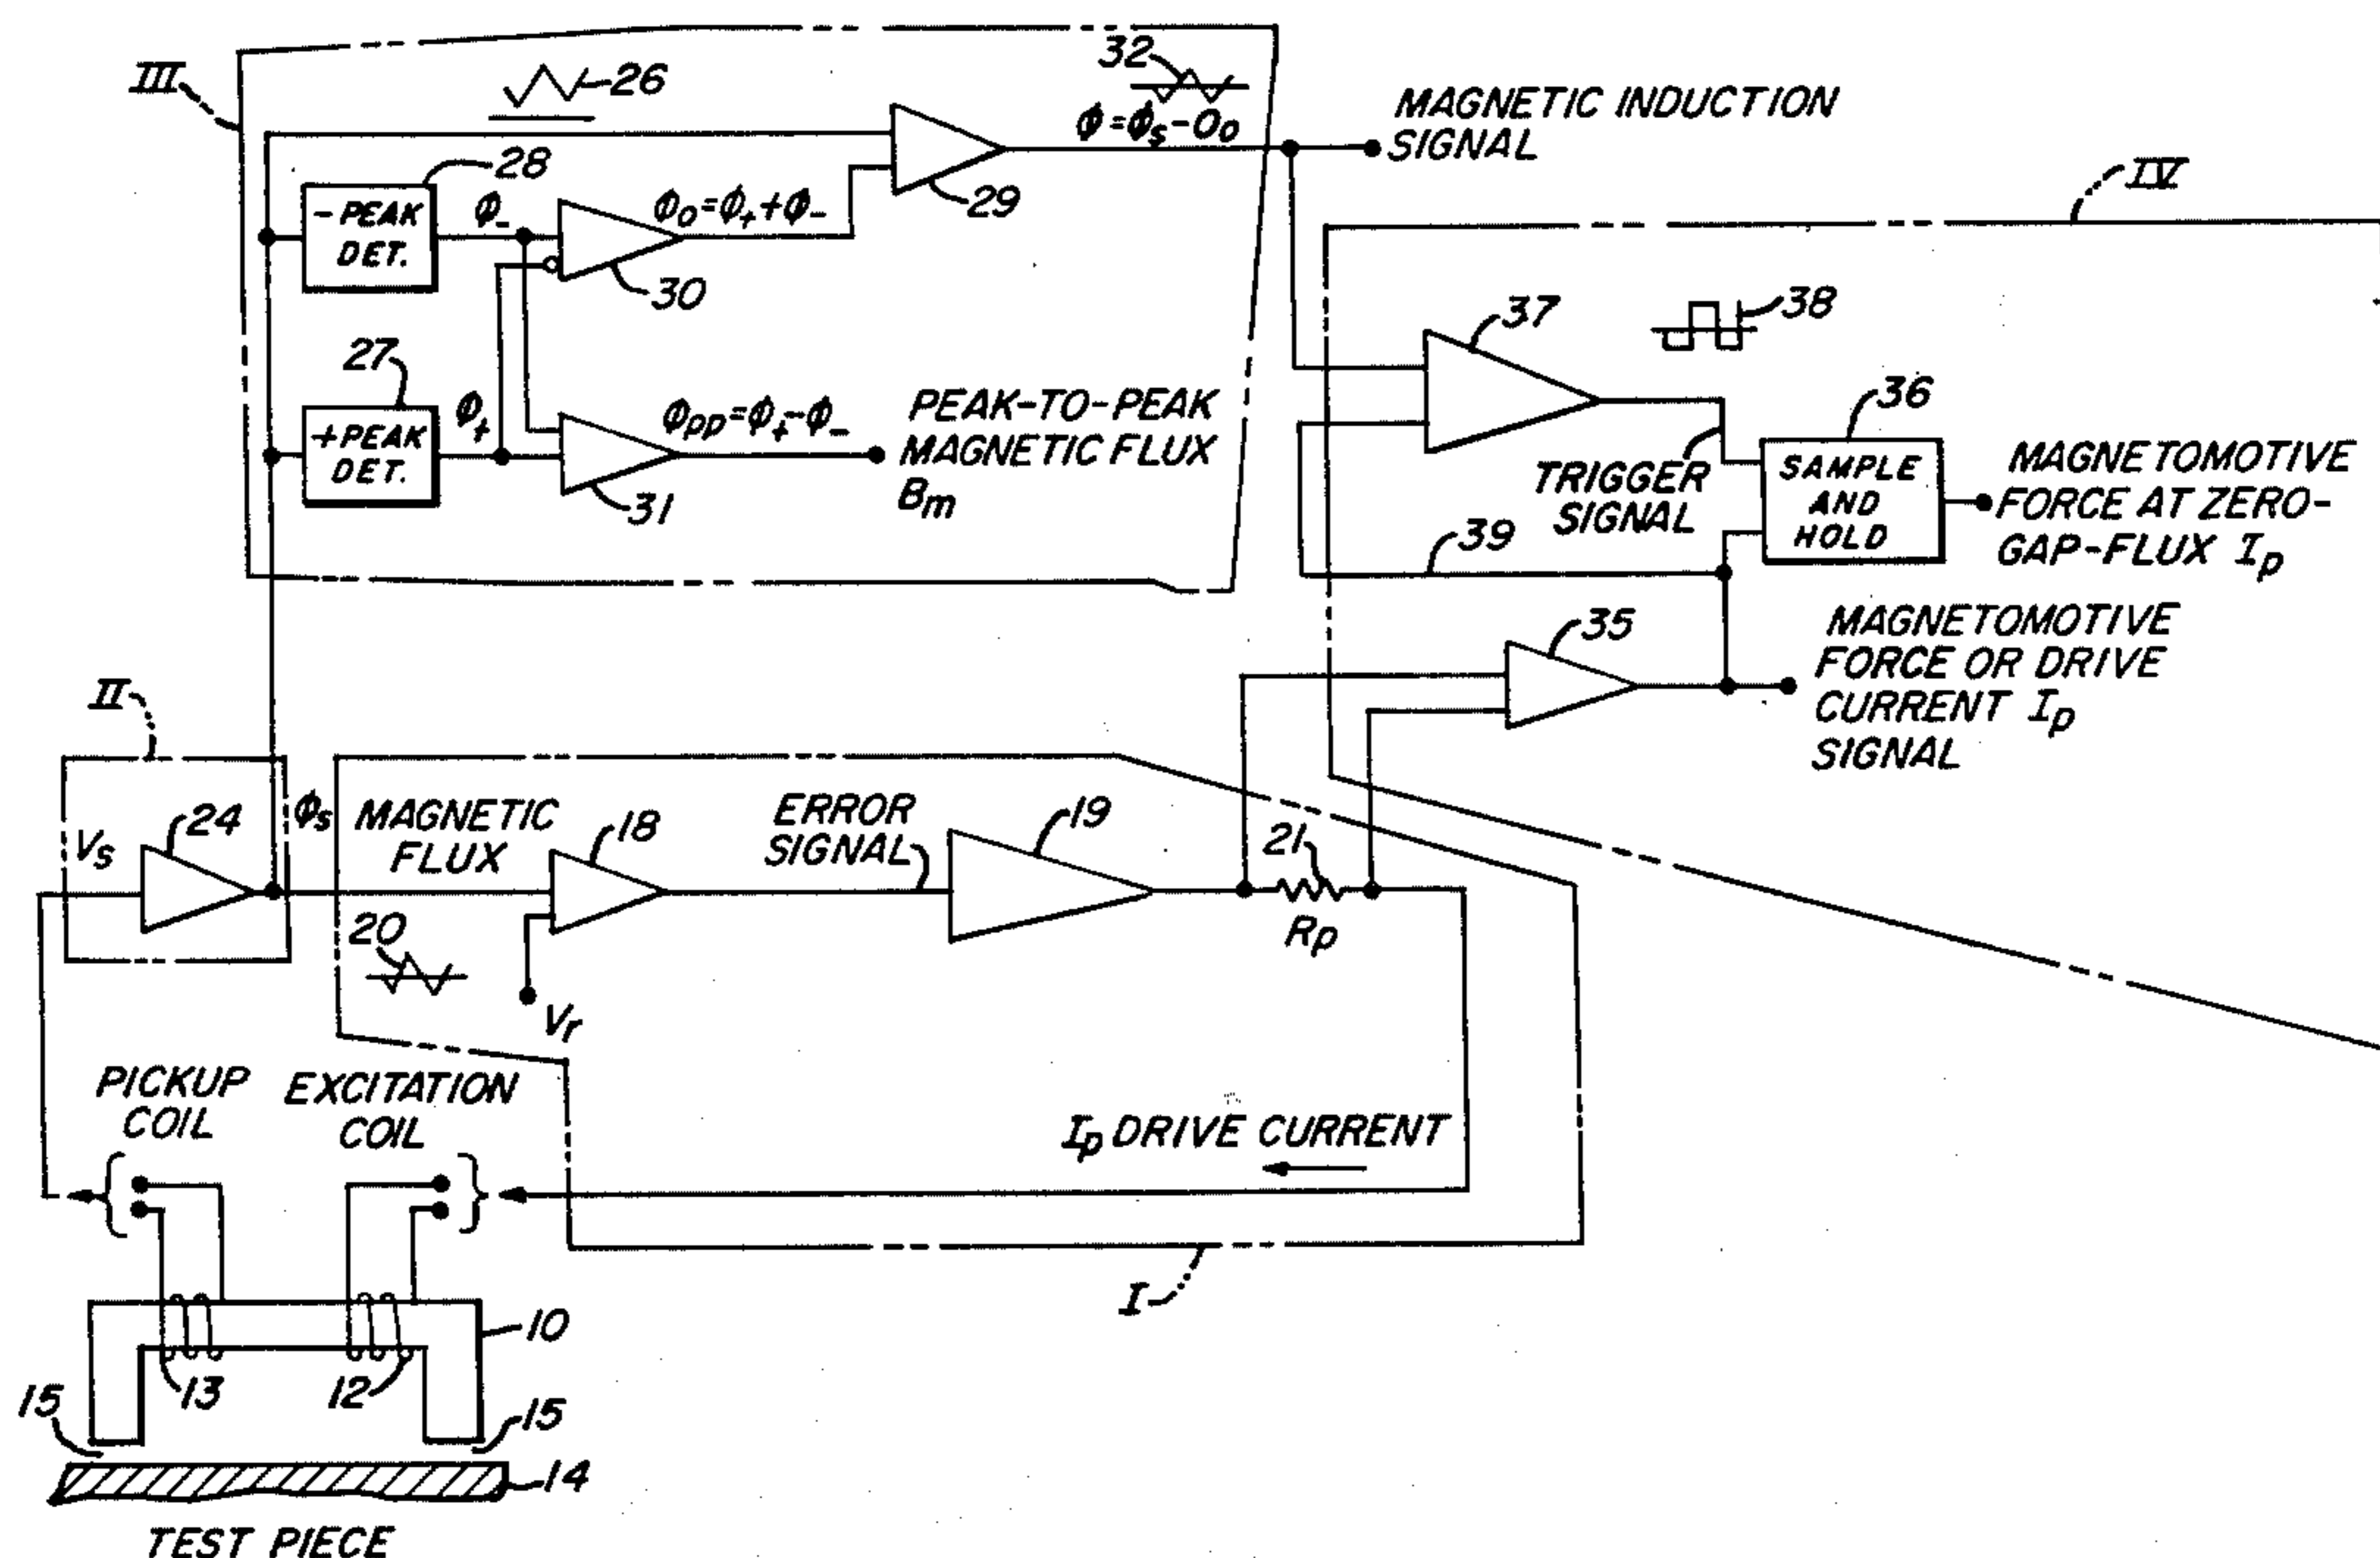 III
26
32
ϕ=ϕs-Oo
MAGNETIC INDUCTION
SIGNAL
28
-PEAK
DET.
ϕ-
ϕo=ϕ++ϕ-
29
30
IV
27
+PEAK
DET.
ϕ+
ϕpp=ϕ+-ϕ-
31
PEAK-TO-PEAK
MAGNETIC FLUX
Bm
37
38
36
TRIGGER
SIGNAL
SAMPLE
AND
HOLD
MAGNETOMOTIVE
FORCE AT ZERO-
GAP-FLUX Ip
39
35
MAGNETOMOTIVE
FORCE OR DRIVE
CURRENT Ip
SIGNAL
II
Vs
24
ϕs
MAGNETIC
FLUX
18
ERROR
SIGNAL
19
21
Rp
20
Vr
PICKUP
COIL
EXCITATION
COIL
Ip DRIVE CURRENT
I
10
13
12
15
15
14
TEST PIECE